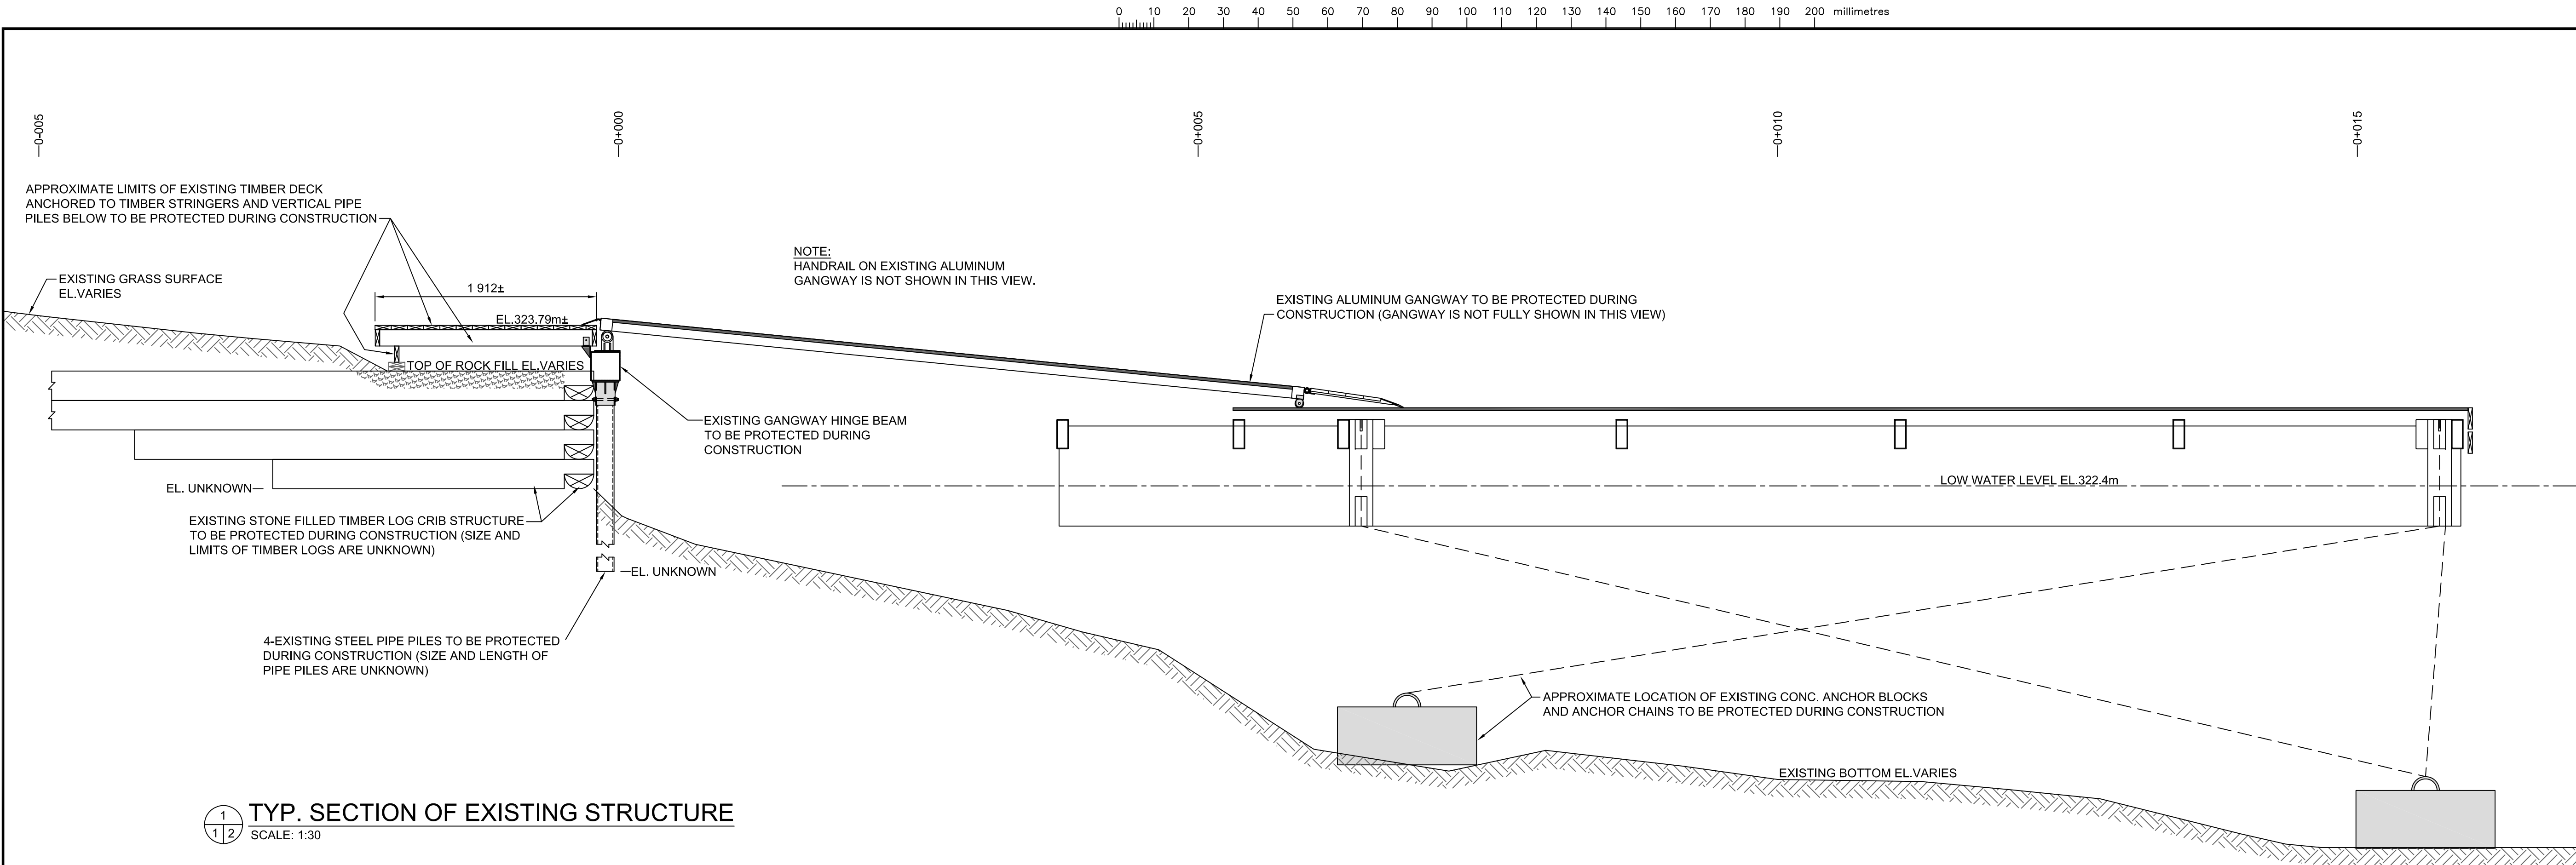 0 10 20 30 40 50 60 70 80 90 100 110 120 130 140 150 160 170 180 190 200 millimetres
0-005
0+000
0+005
0+010
0+015
APPROXIMATE LIMITS OF EXISTING TIMBER DECK
ANCHORED TO TIMBER STRINGERS AND VERTICAL PIPE
PILES BELOW TO BE PROTECTED DURING CONSTRUCTION
NOTE:
HANDRAIL ON EXISTING ALUMINUM
GANGWAY IS NOT SHOWN IN THIS VIEW.
EXISTING GRASS SURFACE
EL.VARIES
1 912±
EL.323.79m±
EXISTING ALUMINUM GANGWAY TO BE PROTECTED DURING
CONSTRUCTION (GANGWAY IS NOT FULLY SHOWN IN THIS VIEW)
TOP OF ROCK FILL EL.VARIES
EXISTING GANGWAY HINGE BEAM
TO BE PROTECTED DURING
CONSTRUCTION
LOW WATER LEVEL EL.322.4m
EL. UNKNOWN
EXISTING STONE FILLED TIMBER LOG CRIB STRUCTURE
TO BE PROTECTED DURING CONSTRUCTION (SIZE AND
LIMITS OF TIMBER LOGS ARE UNKNOWN)
EL. UNKNOWN
4-EXISTING STEEL PIPE PILES TO BE PROTECTED
DURING CONSTRUCTION (SIZE AND LENGTH OF
PIPE PILES ARE UNKNOWN)
APPROXIMATE LOCATION OF EXISTING CONC. ANCHOR BLOCKS
AND ANCHOR CHAINS TO BE PROTECTED DURING CONSTRUCTION
EXISTING BOTTOM EL.VARIES
1
1 2
TYP. SECTION OF EXISTING STRUCTURE
SCALE: 1:30